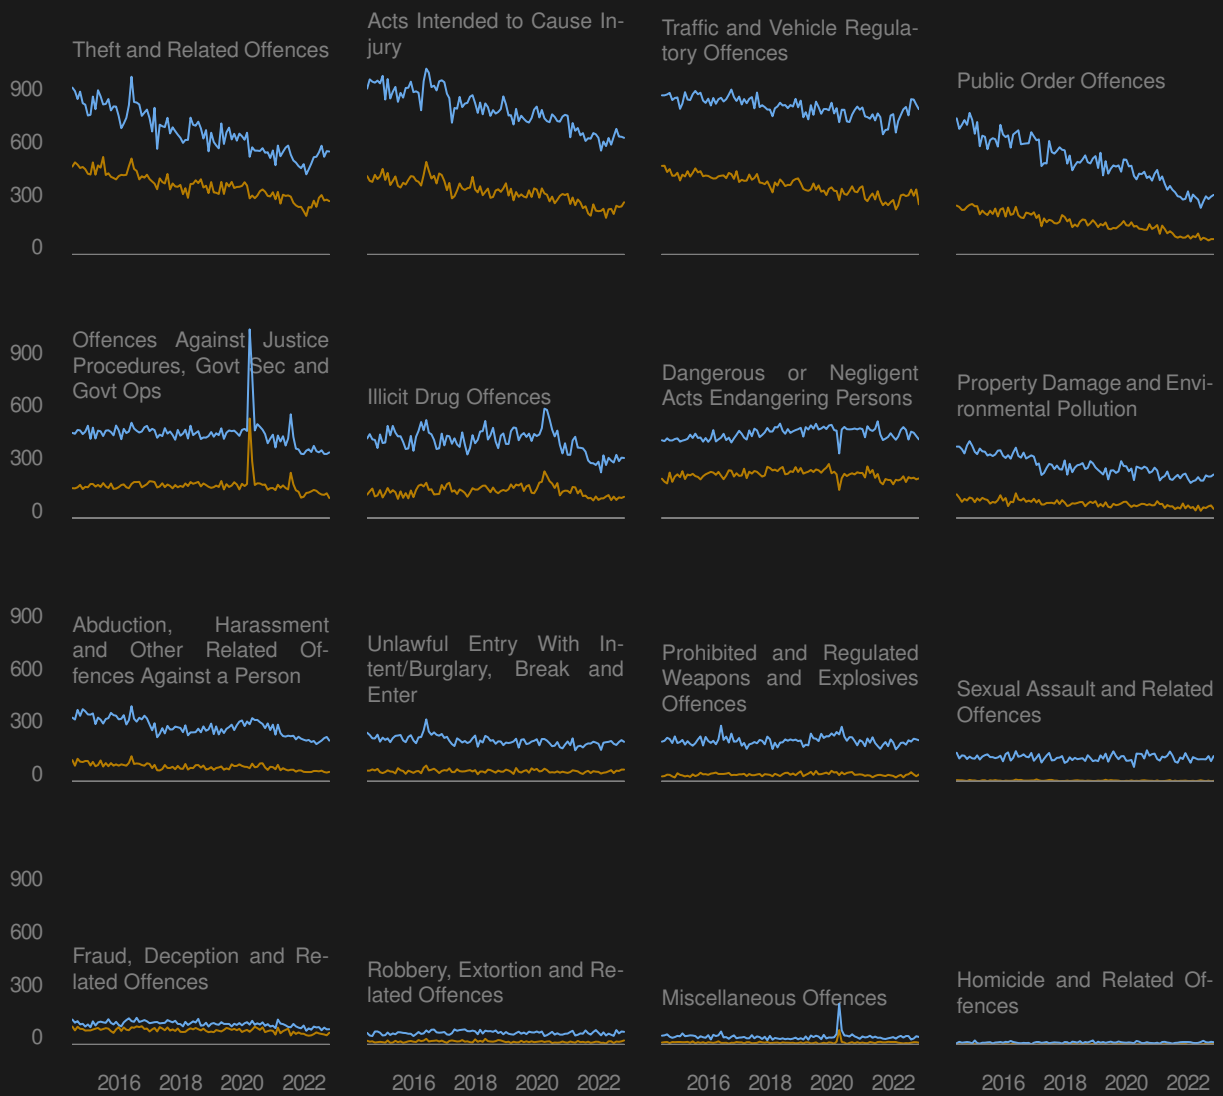 Theft and Related Offences
Acts Intended to Cause In-
jury
Traffic and Vehicle Regula-
tory Offences
Public Order Offences
900
600
300
0
Offences Against Justice
Procedures, Govt Sec and
Govt Ops
Illicit Drug Offences
Dangerous or Negligent
Acts Endangering Persons
Property Damage and Envi-
ronmental Pollution
900
600
300
0
Abduction, Harassment
and Other Related Of-
fences Against a Person
Unlawful Entry With In-
tent/Burglary, Break and
Enter
Prohibited and Regulated
Weapons and Explosives
Offences
Sexual Assault and Related
Offences
900
600
300
0
Fraud, Deception and Re-
lated Offences
Robbery, Extortion and Re-
lated Offences
Miscellaneous Offences
Homicide and Related Of-
fences
900
600
300
0
2016 2018 2020 2022
2016 2018 2020 2022
2016 2018 2020 2022
2016 2018 2020 2022